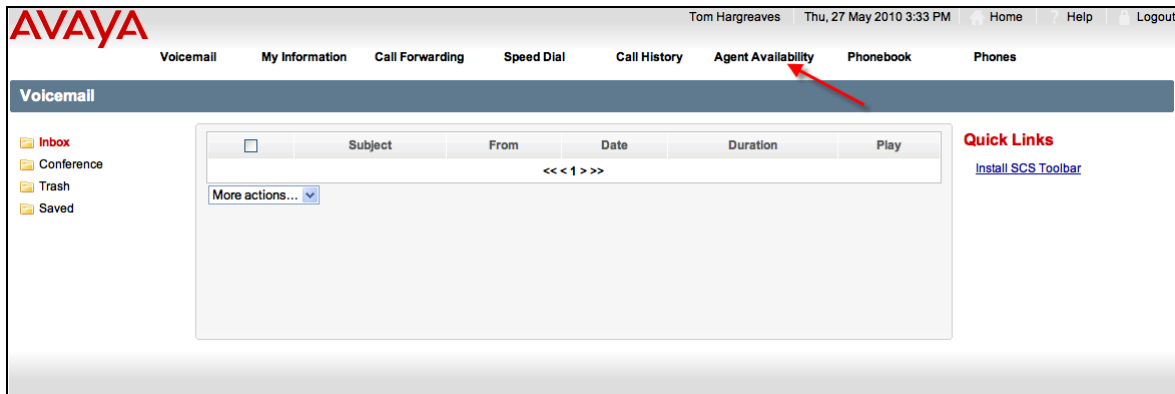 AVAYA
Tom Hargreaves Thu, 27 May 2010 3:33 PM Home ? Help Logout
Voicemail My Information Call Forwarding Speed Dial Call History Agent Availability Phonebook Phones
Voicemail
Inbox
Conference
Trash
Saved
Subject From Date Duration Play
<< < 1 > >>
More actions...
Quick Links
Install SCS Toolbar